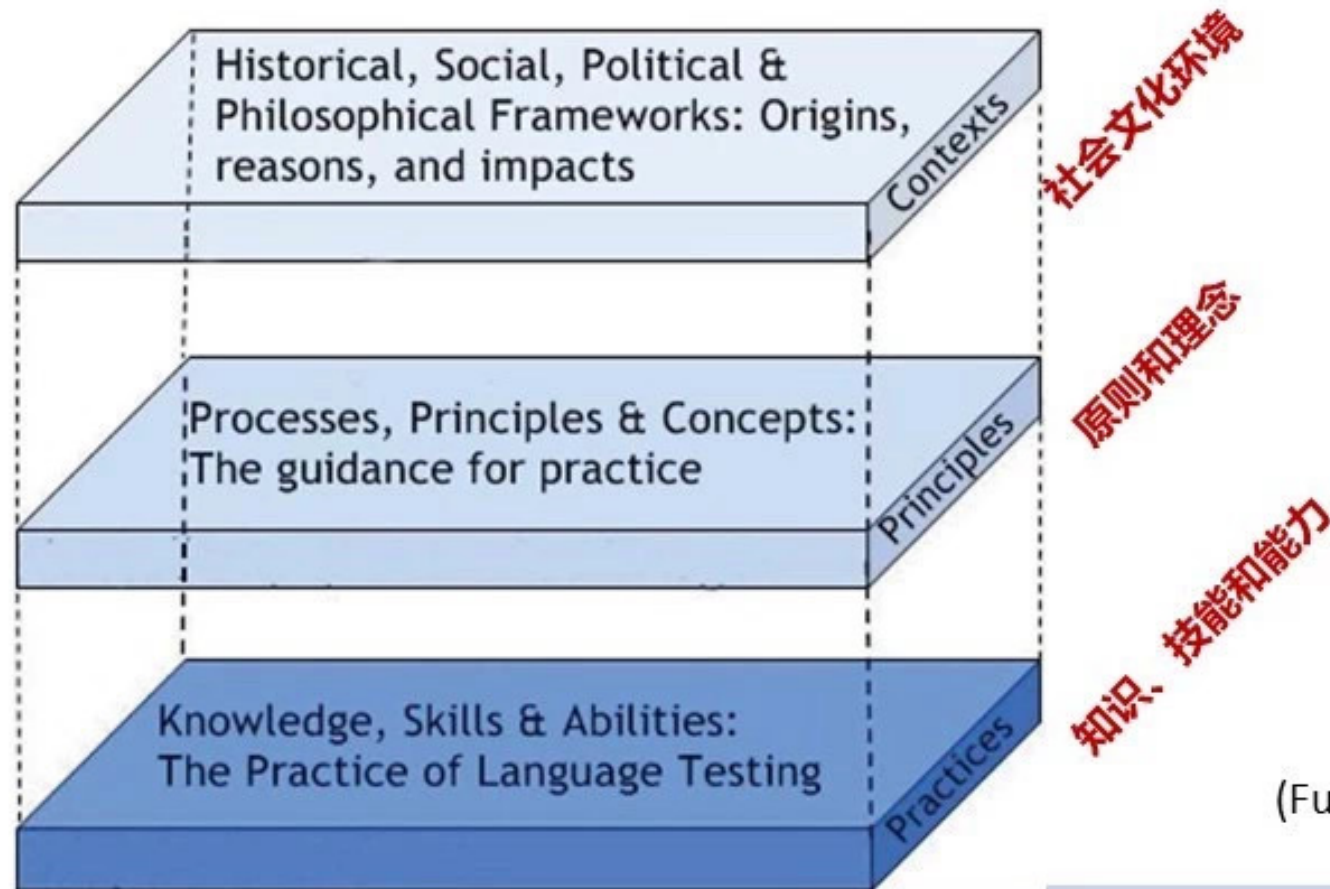 Historical, Social, Political &
Philosophical Frameworks: Origins,
reasons, and impacts
Contexts
社会文化环境
Processes, Principles & Concepts:
The guidance for practice
Principles
原则和理念
Knowledge, Skills & Abilities:
The Practice of Language Testing
Practices
知识、技能和能力
(Fu